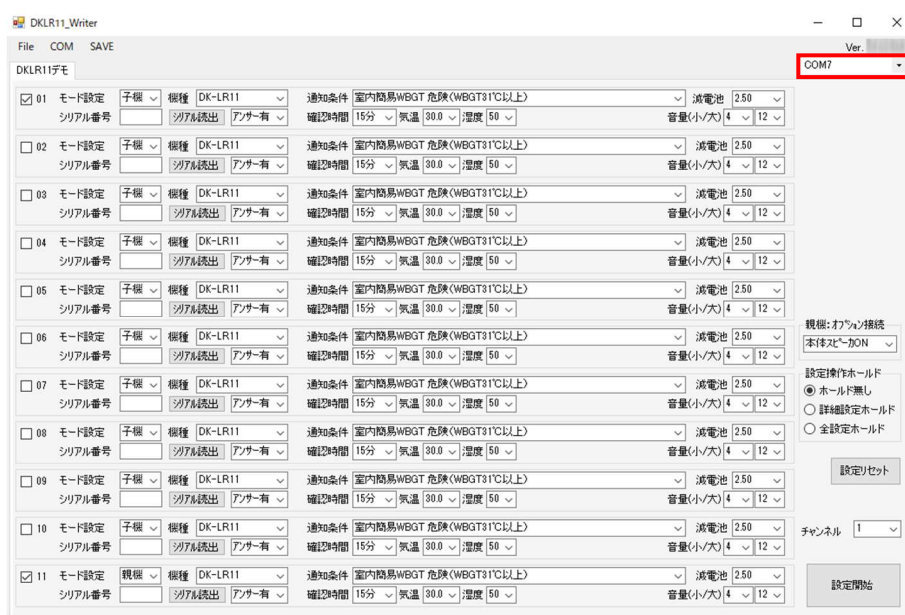 DKLR11_Writer
File COM SAVE
Ver.
DKLR11デモ
COM7
01 モード設定 子機 機種 DK-LR11 通知条件 室内簡易WBGT 危険(WBGT31℃以上) 減電池 2.50
シリアル番号 シリアル読出 アンサー有 確認時間 15分 気温 30.0 湿度 50 音量(小/大) 4 12
02 モード設定 子機 機種 DK-LR11 通知条件 室内簡易WBGT 危険(WBGT31℃以上) 減電池 2.50
シリアル番号 シリアル読出 アンサー有 確認時間 15分 気温 30.0 湿度 50 音量(小/大) 4 12
03 モード設定 子機 機種 DK-LR11 通知条件 室内簡易WBGT 危険(WBGT31℃以上) 減電池 2.50
シリアル番号 シリアル読出 アンサー有 確認時間 15分 気温 30.0 湿度 50 音量(小/大) 4 12
04 モード設定 子機 機種 DK-LR11 通知条件 室内簡易WBGT 危険(WBGT31℃以上) 減電池 2.50
シリアル番号 シリアル読出 アンサー有 確認時間 15分 気温 30.0 湿度 50 音量(小/大) 4 12
05 モード設定 子機 機種 DK-LR11 通知条件 室内簡易WBGT 危険(WBGT31℃以上) 減電池 2.50
シリアル番号 シリアル読出 アンサー有 確認時間 15分 気温 30.0 湿度 50 音量(小/大) 4 12
06 モード設定 子機 機種 DK-LR11 通知条件 室内簡易WBGT 危険(WBGT31℃以上) 減電池 2.50
シリアル番号 シリアル読出 アンサー有 確認時間 15分 気温 30.0 湿度 50 音量(小/大) 4 12
07 モード設定 子機 機種 DK-LR11 通知条件 室内簡易WBGT 危険(WBGT31℃以上) 減電池 2.50
シリアル番号 シリアル読出 アンサー有 確認時間 15分 気温 30.0 湿度 50 音量(小/大) 4 12
08 モード設定 子機 機種 DK-LR11 通知条件 室内簡易WBGT 危険(WBGT31℃以上) 減電池 2.50
シリアル番号 シリアル読出 アンサー有 確認時間 15分 気温 30.0 湿度 50 音量(小/大) 4 12
09 モード設定 子機 機種 DK-LR11 通知条件 室内簡易WBGT 危険(WBGT31℃以上) 減電池 2.50
シリアル番号 シリアル読出 アンサー有 確認時間 15分 気温 30.0 湿度 50 音量(小/大) 4 12
10 モード設定 子機 機種 DK-LR11 通知条件 室内簡易WBGT 危険(WBGT31℃以上) 減電池 2.50
シリアル番号 シリアル読出 アンサー有 確認時間 15分 気温 30.0 湿度 50 音量(小/大) 4 12
11 モード設定 親機 機種 DK-LR11 通知条件 室内簡易WBGT 危険(WBGT31℃以上) 減電池 2.50
シリアル番号 シリアル読出 アンサー有 確認時間 15分 気温 30.0 湿度 50 音量(小/大) 4 12
親機:オプション接続
本体スピーカON
設定操作ホールド
ホールド無し
詳細設定ホールド
全設定ホールド
設定リセット
チャンネル 1
設定開始